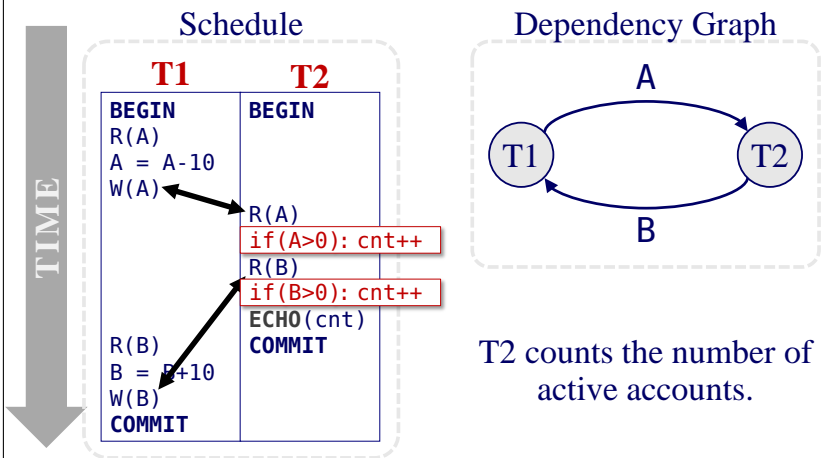 Schedule
TIME
T1
T2
BEGIN
R(A)
A = A-10
W(A)
R(B)
B = B+10
W(B)
COMMIT
BEGIN
R(A)
if(A>0): cnt++
R(B)
if(B>0): cnt++
ECHO(cnt)
COMMIT
Dependency Graph
A
T1
T2
B
T2 counts the number of
active accounts.